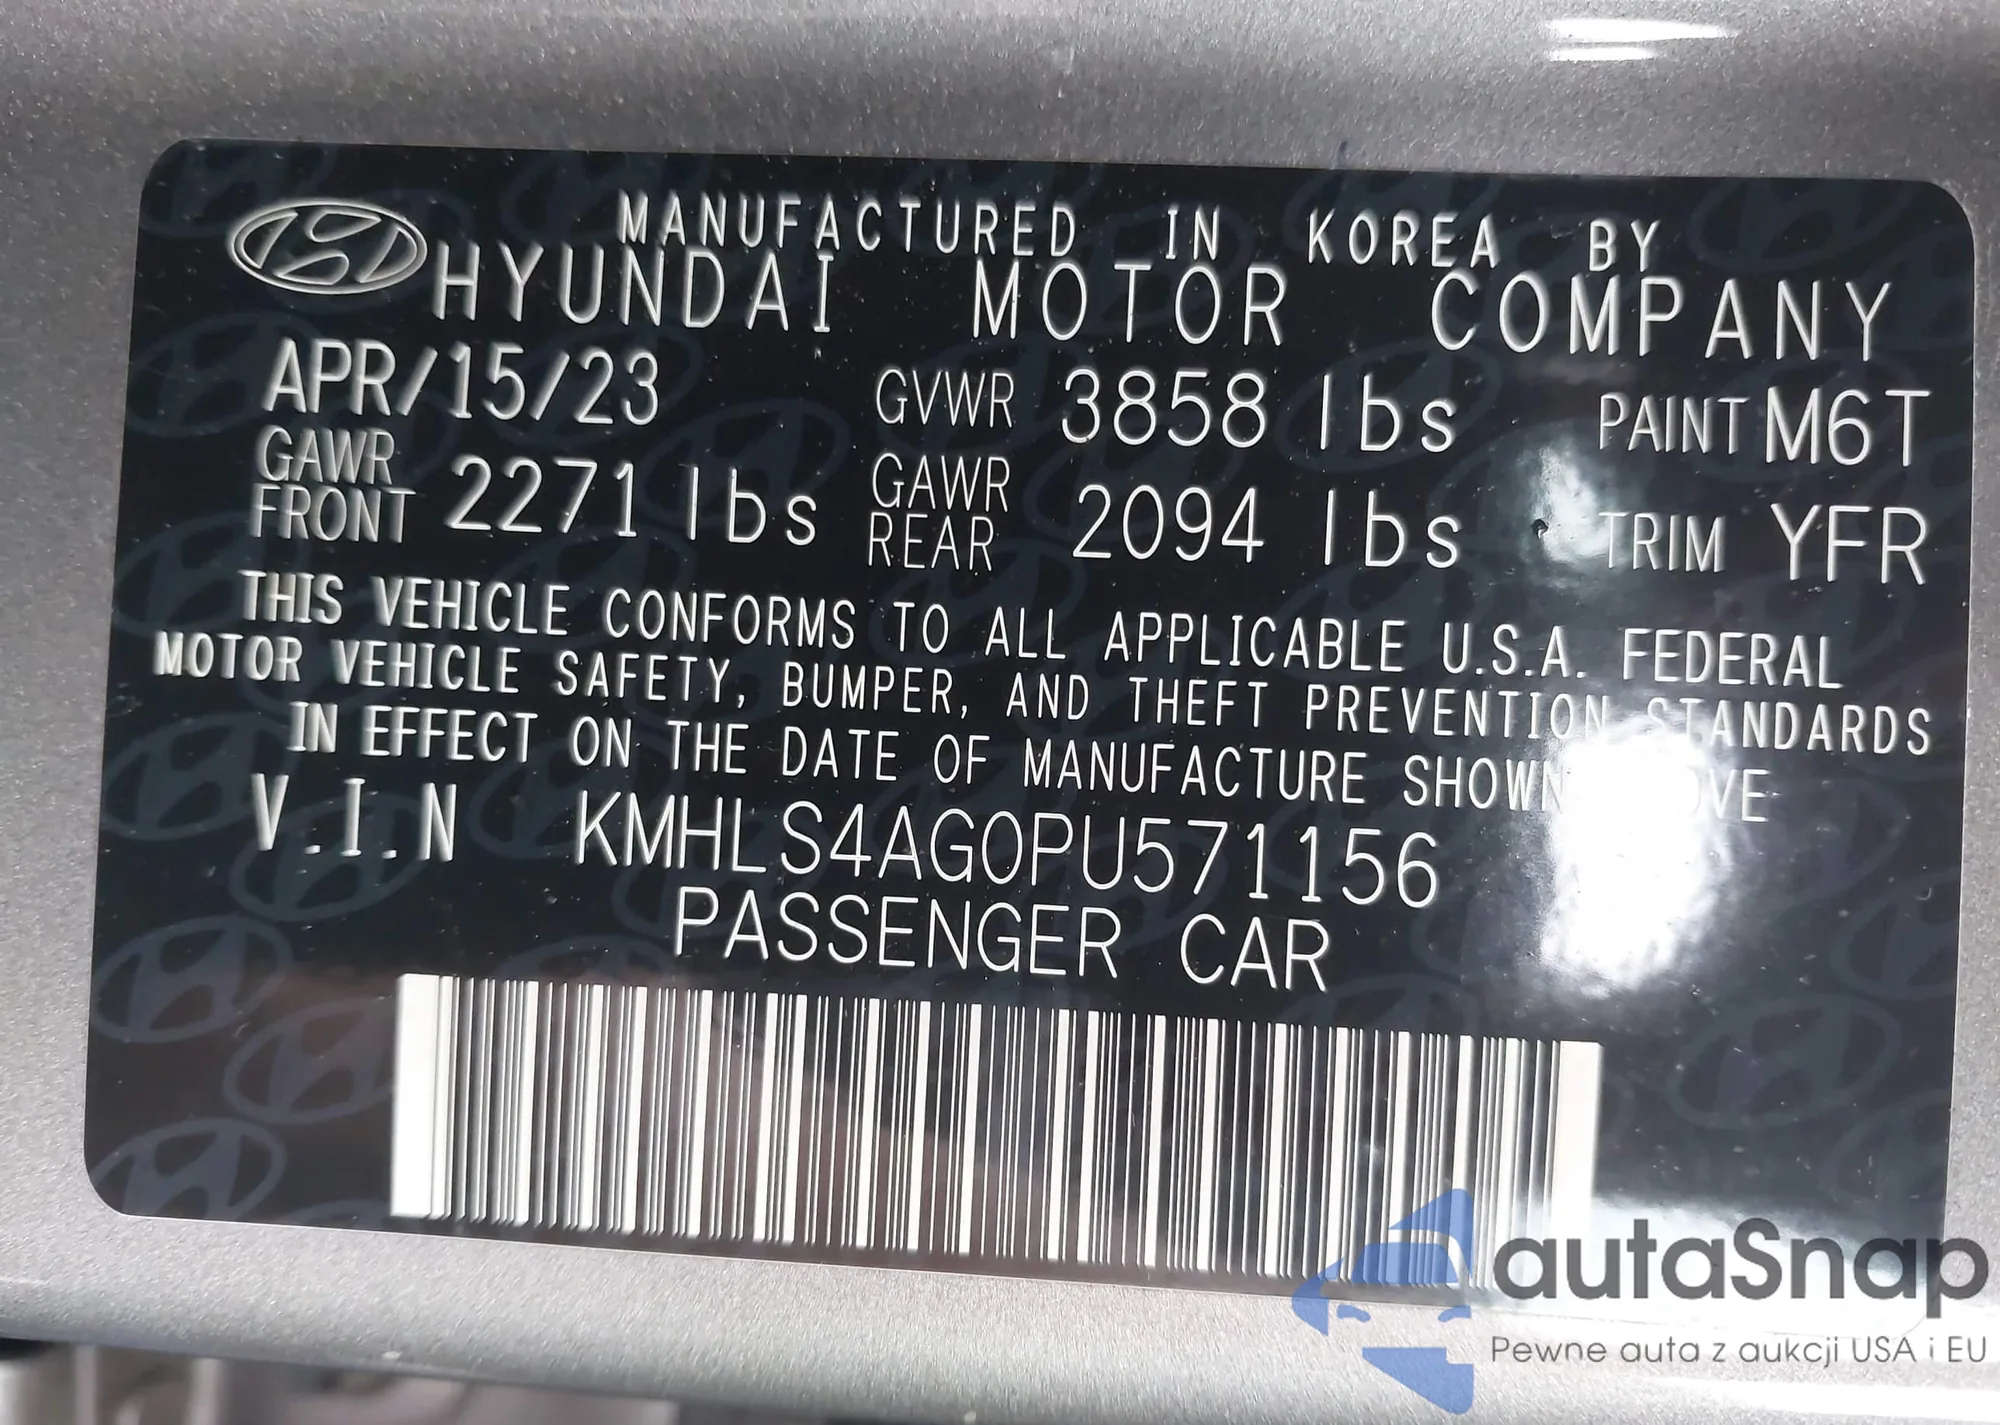 MANUFACTURED IN KOREA BY
HYUNDAI MOTOR COMPANY
APR/15/23 GVWR 3858 lbs PAINT M6T
GAWR FRONT 2271 lbs GAWR REAR 2094 lbs TRIM YFR
THIS VEHICLE CONFORMS TO ALL APPLICABLE U.S.A. FEDERAL
MOTOR VEHICLE SAFETY, BUMPER, AND THEFT PREVENTION STANDARDS
IN EFFECT ON THE DATE OF MANUFACTURE SHOWN
V.I.N KMHLS4AG0PU571156
PASSENGER CAR
autaSnap
Pewne auta z aukcji USA i EU